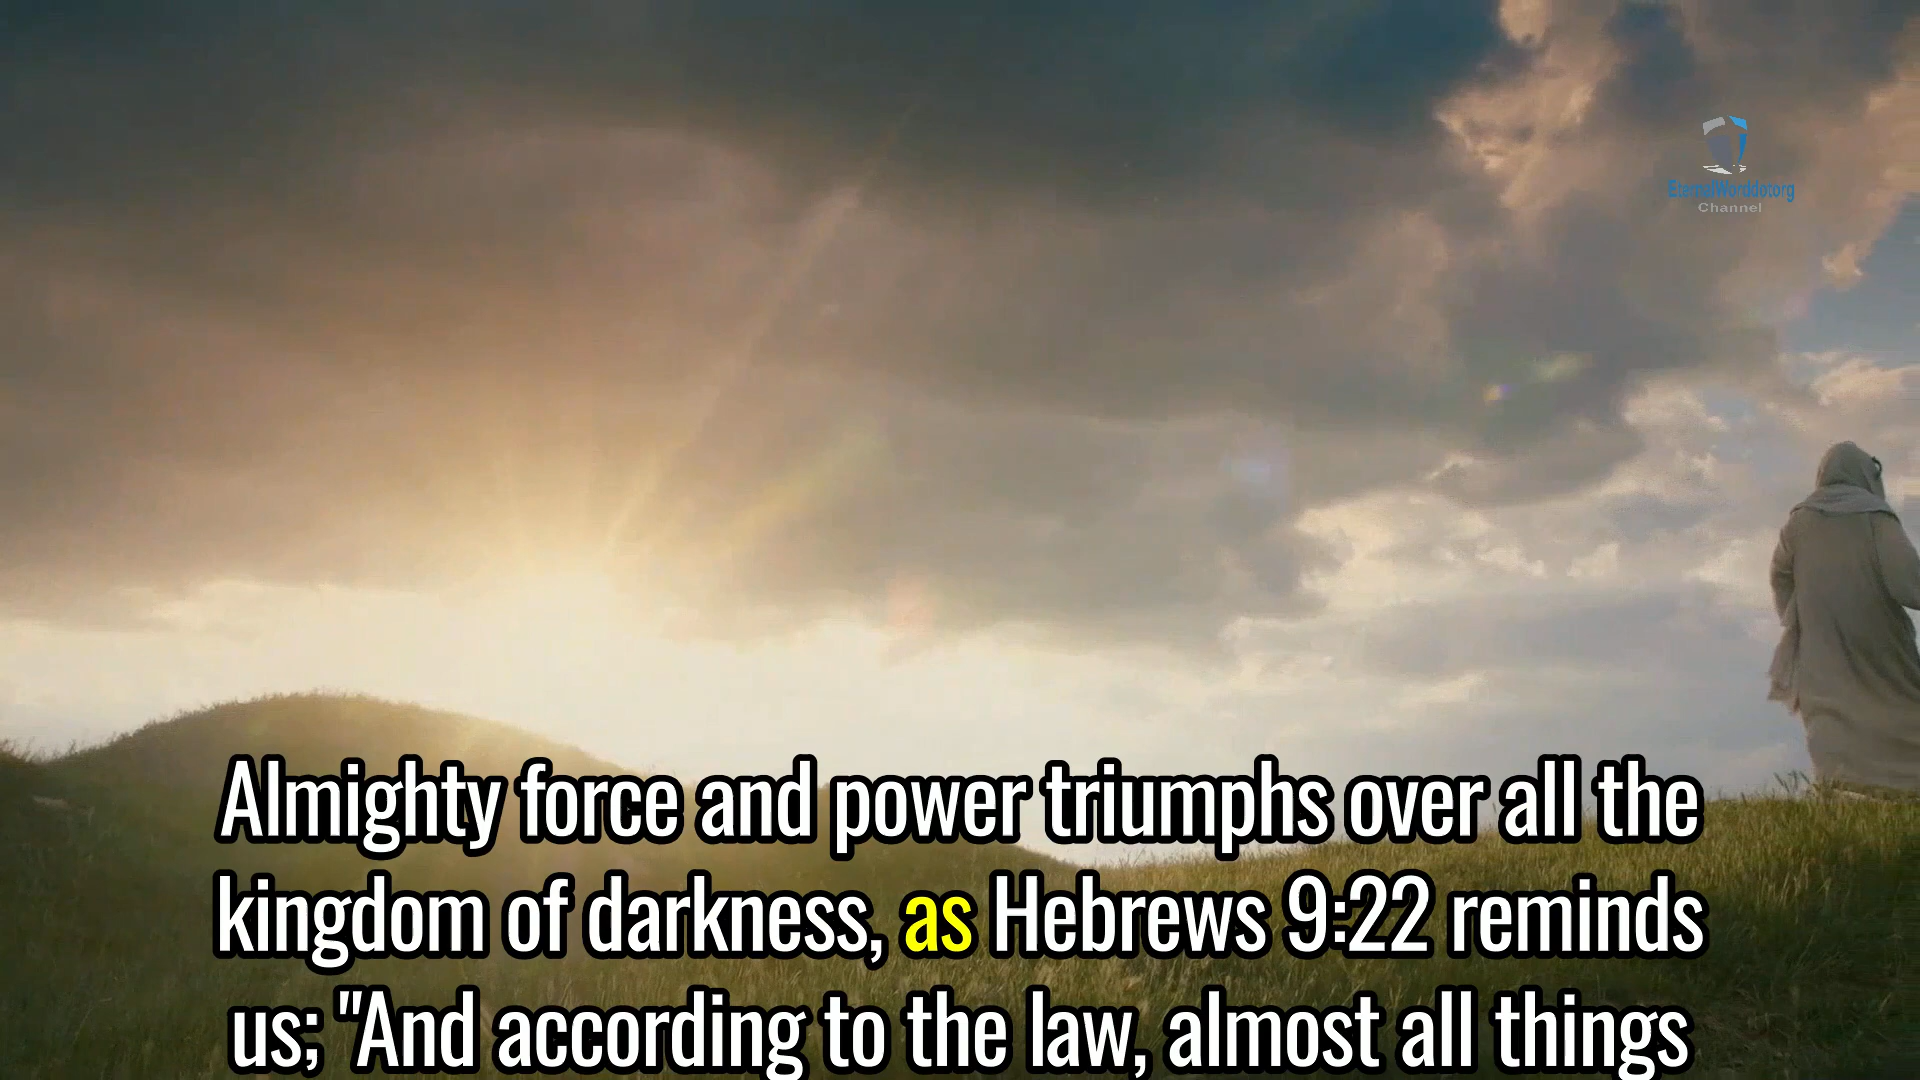 EternalWorddotorg
Channel
Almighty force and power triumphs over all the
kingdom of darkness, as Hebrews 9:22 reminds
us; "And according to the law, almost all things